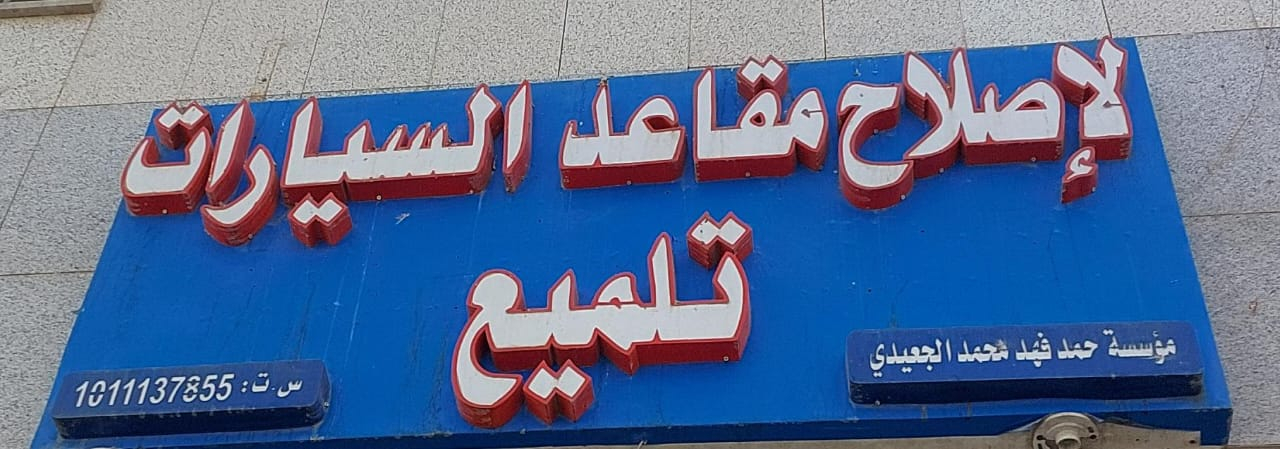 لإصلاح مقاعد السيارات
تلميع
مؤسسة حمد فهد محمد الجعيدي
س.ت: 1011137855